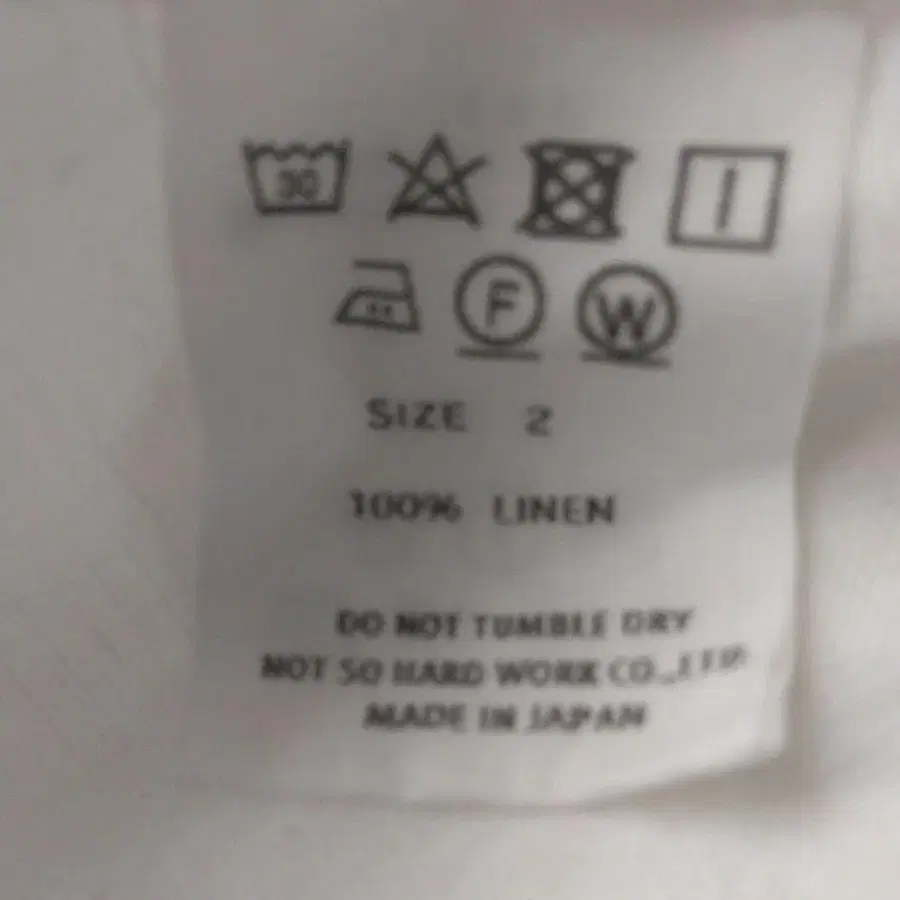 30
F W
SIZE 2
100% LINEN
DO NOT TUMBLE DRY
NOT SO HARD WORK CO.,LTD.
MADE IN JAPAN